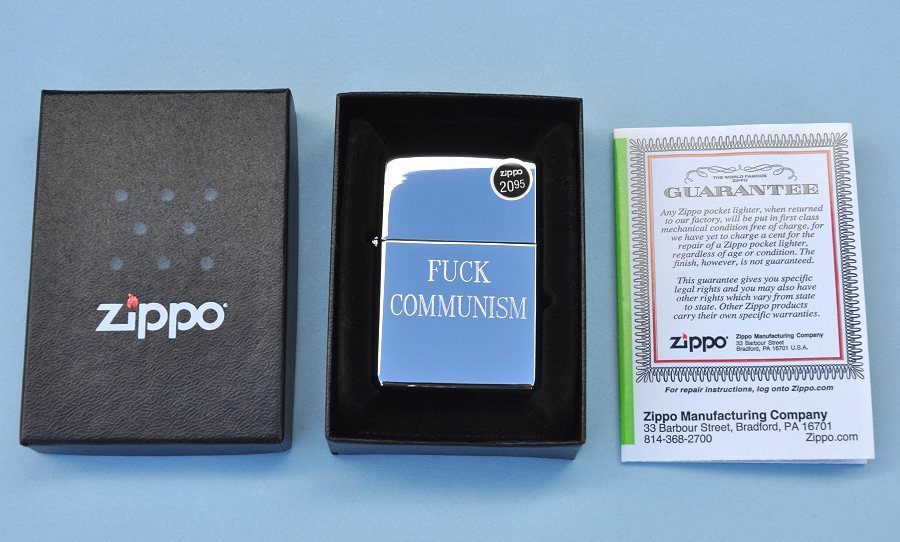 zippo
zippo
20.95
FUCK
COMMUNISM
THE WORLD FAMOUS
ZIPPO
GUARANTEE
Any Zippo pocket lighter, when returned
to our factory, will be put in first class
mechanical condition free of charge, for
we have yet to charge a cent for the
repair of a Zippo pocket lighter,
regardless of age or condition. The
finish, however, is not guaranteed.
This guarantee gives you specific
legal rights and you may also have
other rights which vary from state
to state. Other Zippo products
carry their own specific warranties.
zippo
Zippo Manufacturing Company
33 Barbour Street
Bradford, PA 16701 U.S.A.
For repair instructions, log onto Zippo.com
Zippo Manufacturing Company
33 Barbour Street, Bradford, PA 16701
814-368-2700 Zippo.com